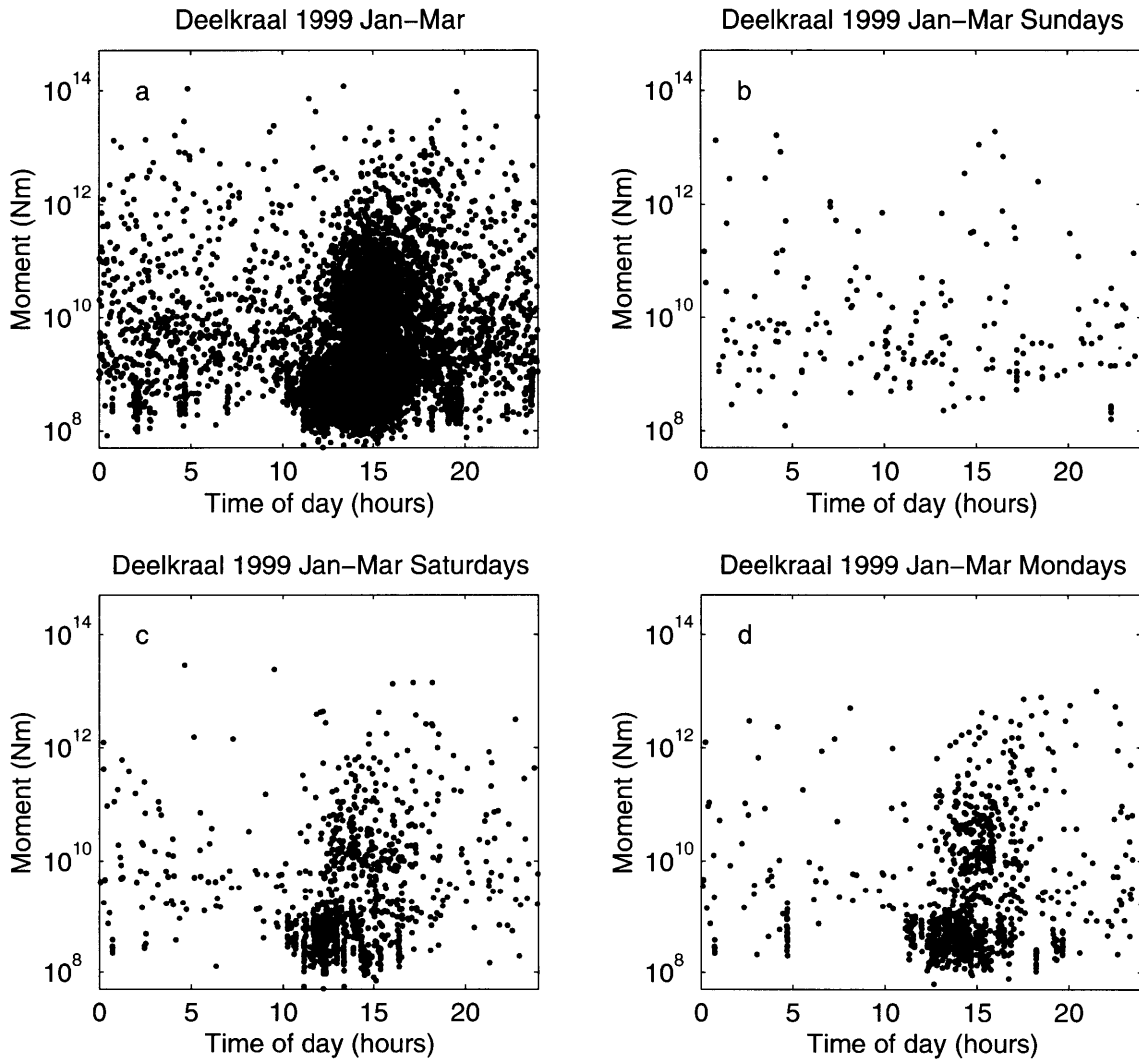 Deelkraal 1999 Jan−Mar
a
Moment (Nm)
10^14
10^12
10^10
10^8
0 5 10 15 20
Time of day (hours)
Deelkraal 1999 Jan−Mar Sundays
b
Moment (Nm)
10^14
10^12
10^10
10^8
0 5 10 15 20
Time of day (hours)
Deelkraal 1999 Jan−Mar Saturdays
c
Moment (Nm)
10^14
10^12
10^10
10^8
0 5 10 15 20
Time of day (hours)
Deelkraal 1999 Jan−Mar Mondays
d
Moment (Nm)
10^14
10^12
10^10
10^8
0 5 10 15 20
Time of day (hours)